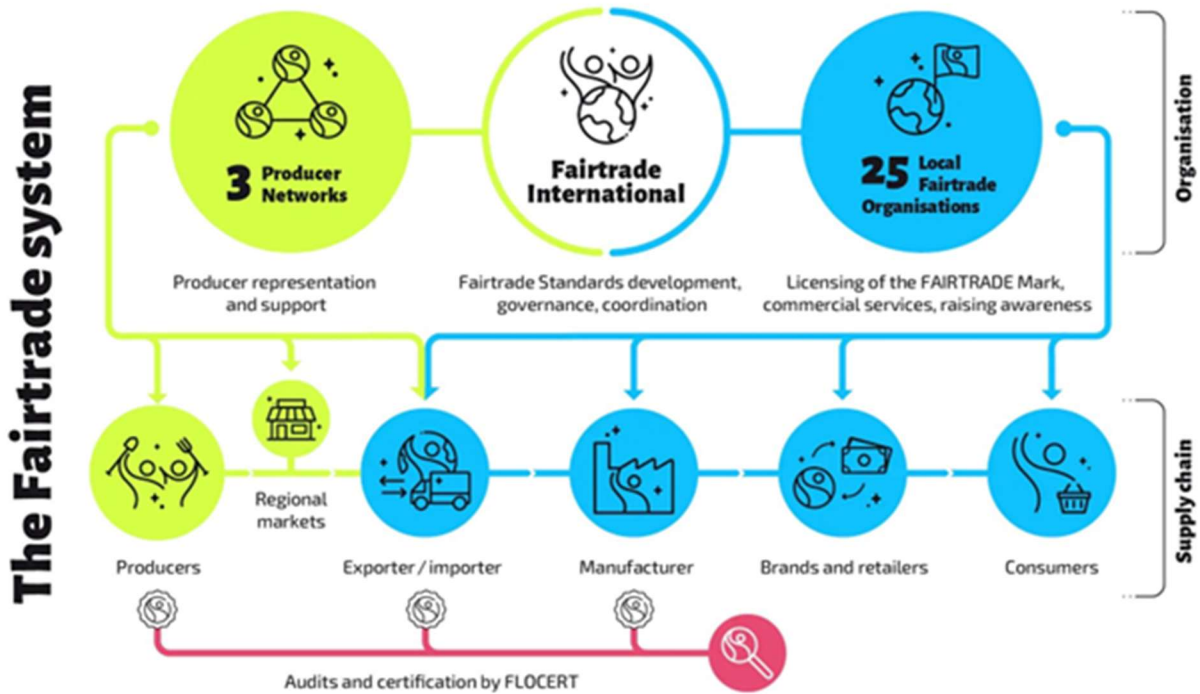 The Fairtrade system
3 Producer
Networks
Fairtrade
International
25 Local
Fairtrade
Organisations
Organisation
Producer representation
and support
Fairtrade Standards development,
governance, coordination
Licensing of the FAIRTRADE Mark,
commercial services, raising awareness
Regional
markets
Producers
Exporter / importer
Manufacturer
Brands and retailers
Consumers
Supply chain
Audits and certification by FLOCERT